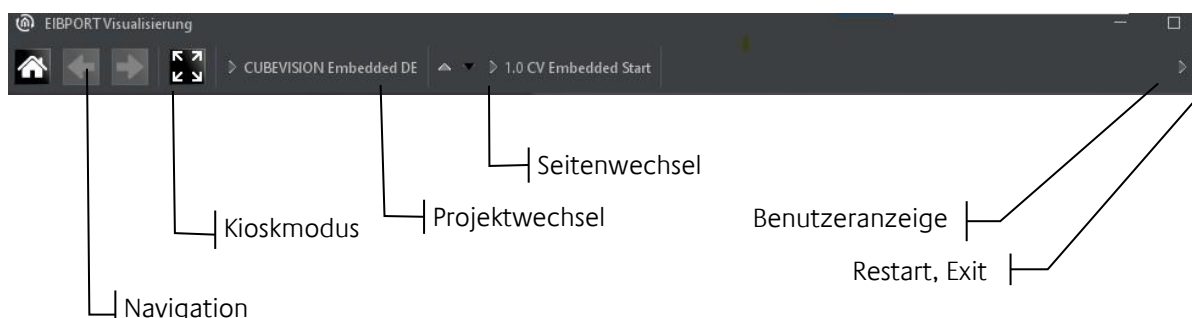 EIBPORT Visualisierung
CUBEVISION Embedded DE
1.0 CV Embedded Start
Seitenwechsel
Projektwechsel
Benutzeranzeige
Kioskmodus
Restart, Exit
Navigation